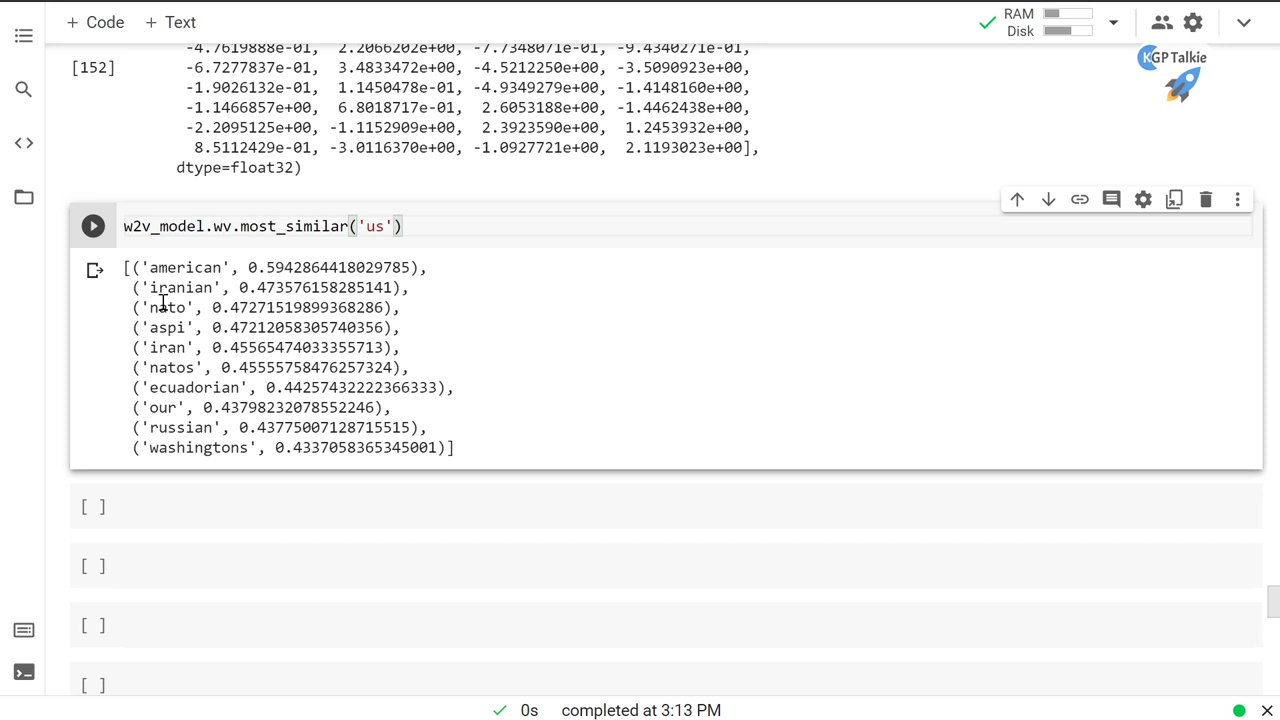 + Code + Text
RAM
Disk
KGPTalkie
-4.7619888e-01, 2.2066202e+00, -7.7348071e-01, -9.4340271e-01,
[152] -6.7277837e-01, 3.4833472e+00, -4.5212250e+00, -3.5090923e+00,
-1.9026132e-01, 1.1450478e-01, -4.9349279e+00, -1.4148160e+00,
-1.1466857e+00, 6.8018717e-01, 2.6053188e+00, -1.4462438e+00,
-2.2095125e+00, -1.1152909e+00, 2.3923590e+00, 1.2453932e+00,
8.5112429e-01, -3.0116370e+00, -1.0927721e+00, 2.1193023e+00],
dtype=float32)
w2v_model.wv.most_similar('us')
[('american', 0.5942864418029785),
('iranian', 0.473576158285141),
('nato', 0.47271519899368286),
('aspi', 0.47212058305740356),
('iran', 0.45565474033355713),
('natos', 0.45555758476257324),
('ecuadorian', 0.44257432222366333),
('our', 0.43798232078552246),
('russian', 0.43775007128715515),
('washingtons', 0.4337058365345001)]
[ ]
[ ]
[ ]
[ ]
0s completed at 3:13 PM